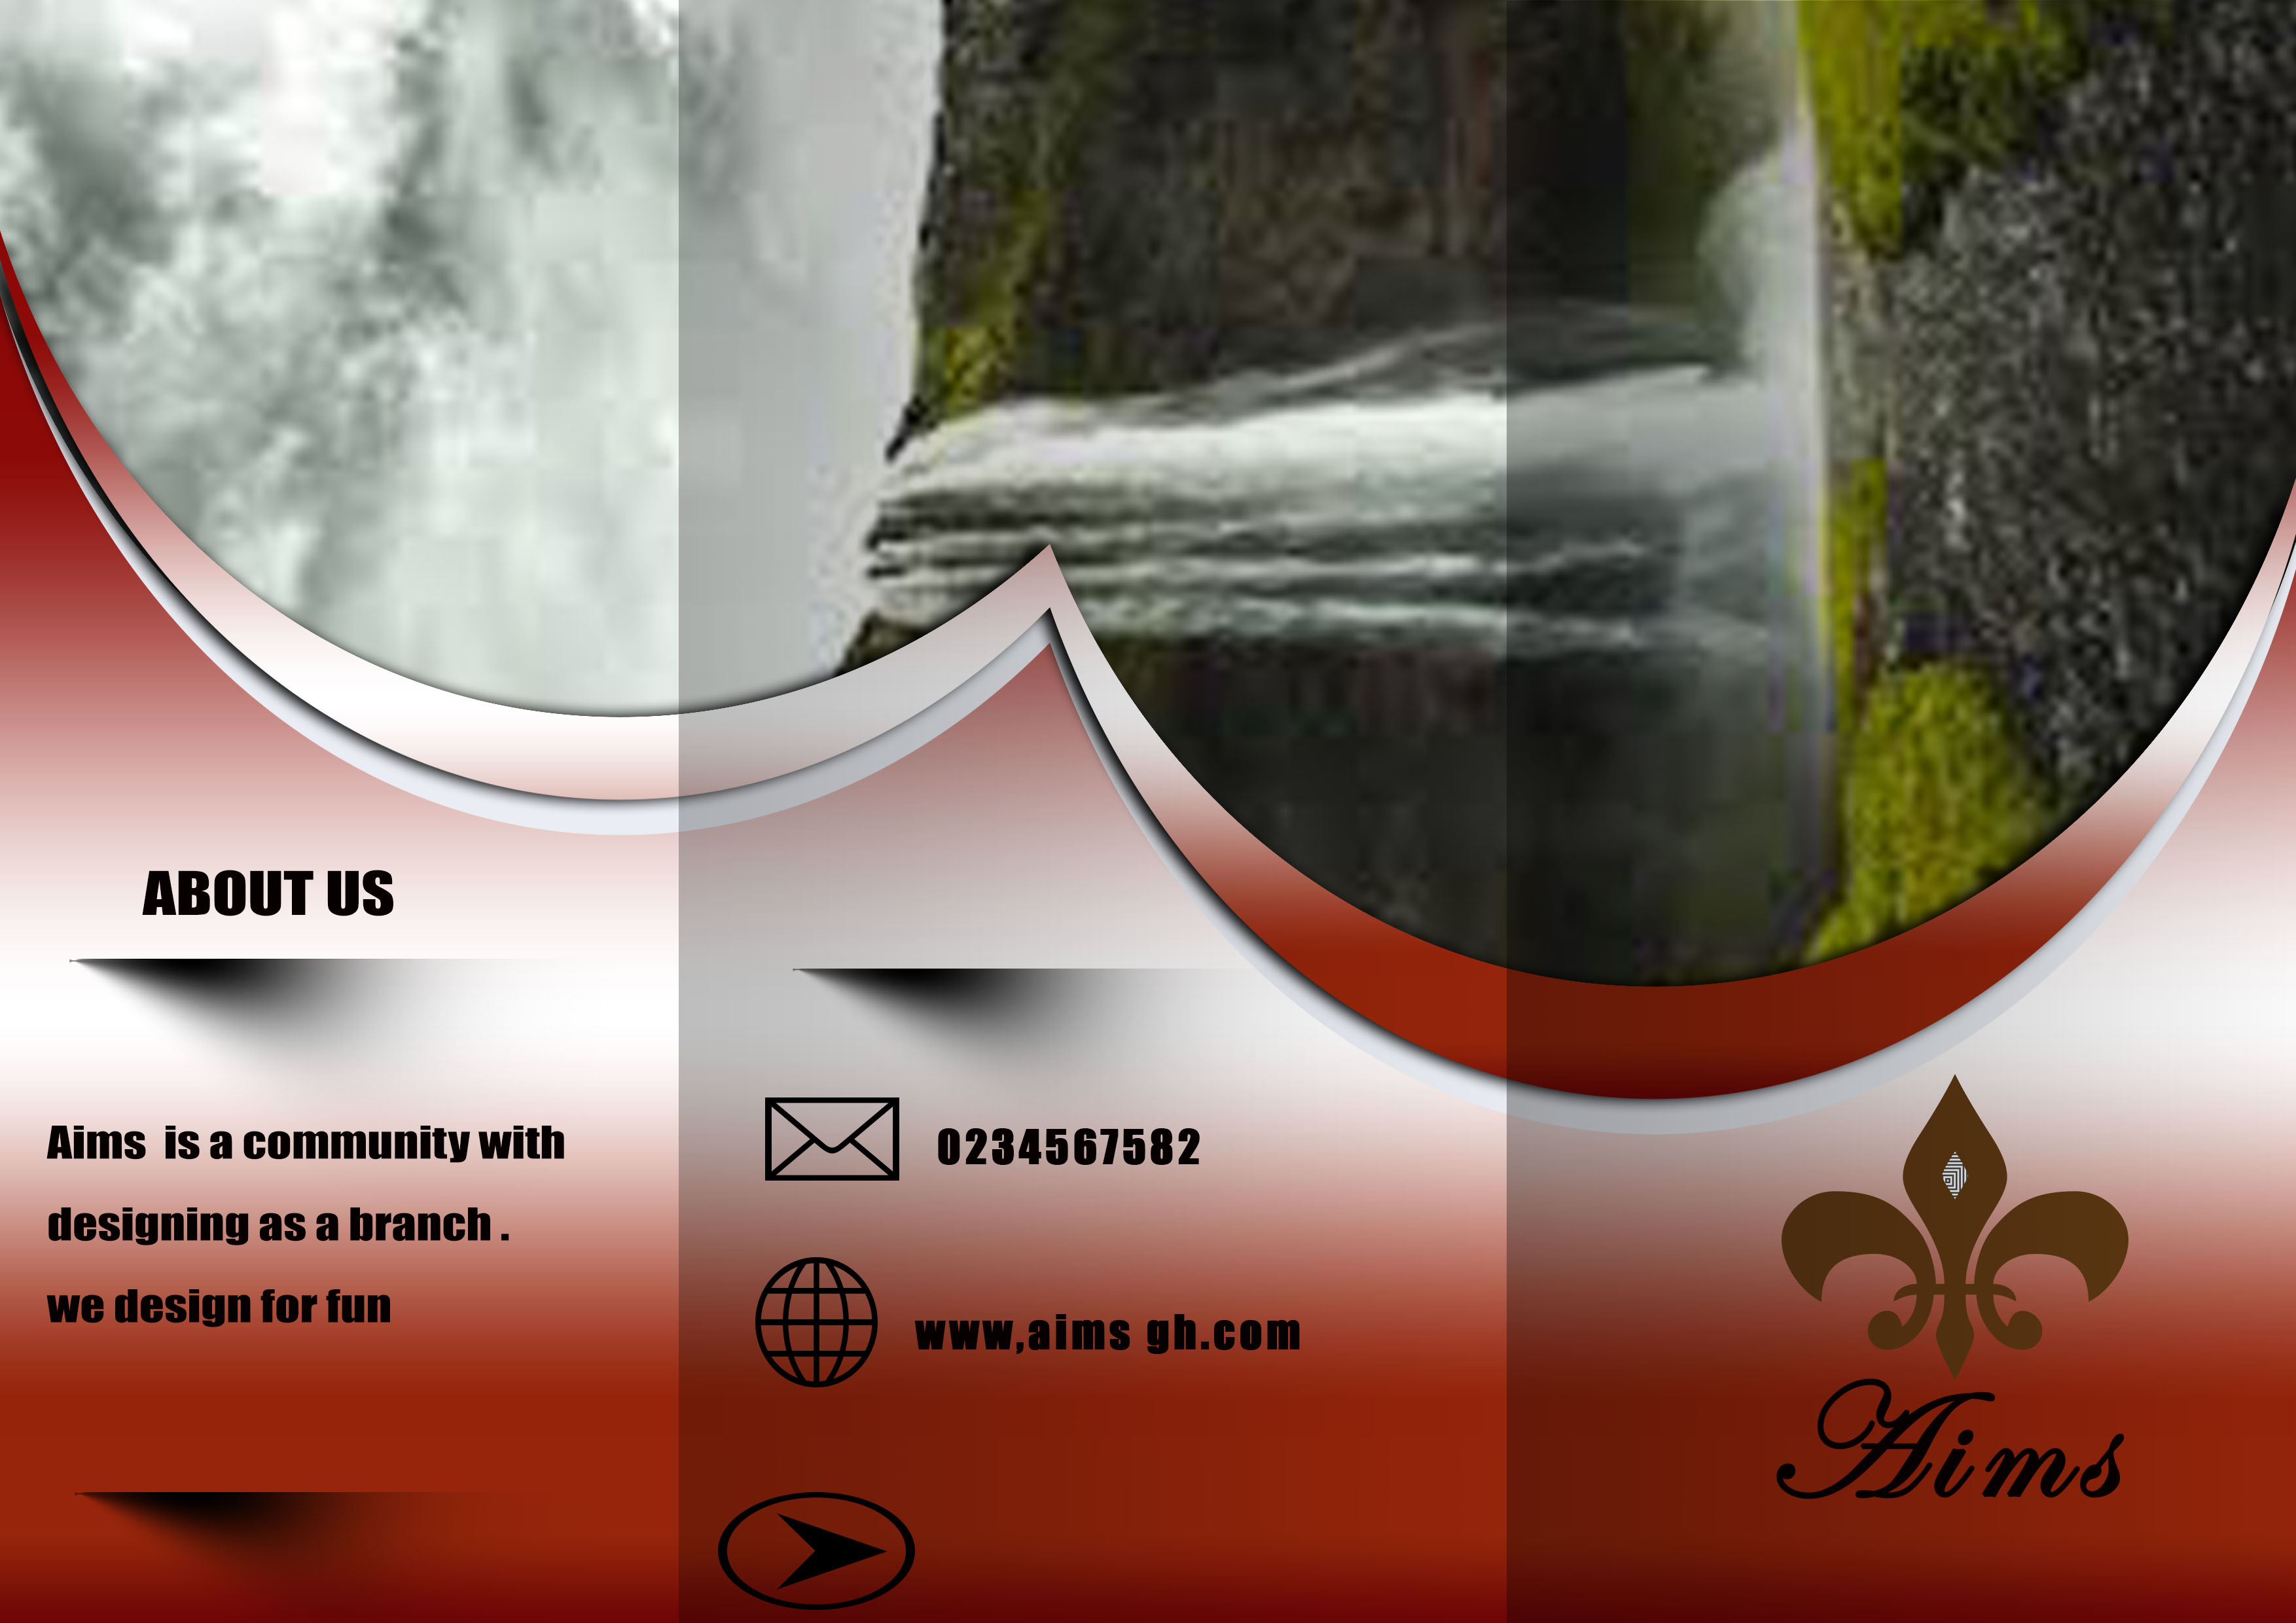 ABOUT US
Aims is a community with
designing as a branch .
we design for fun
0234567582
www,aims gh.com
Aims